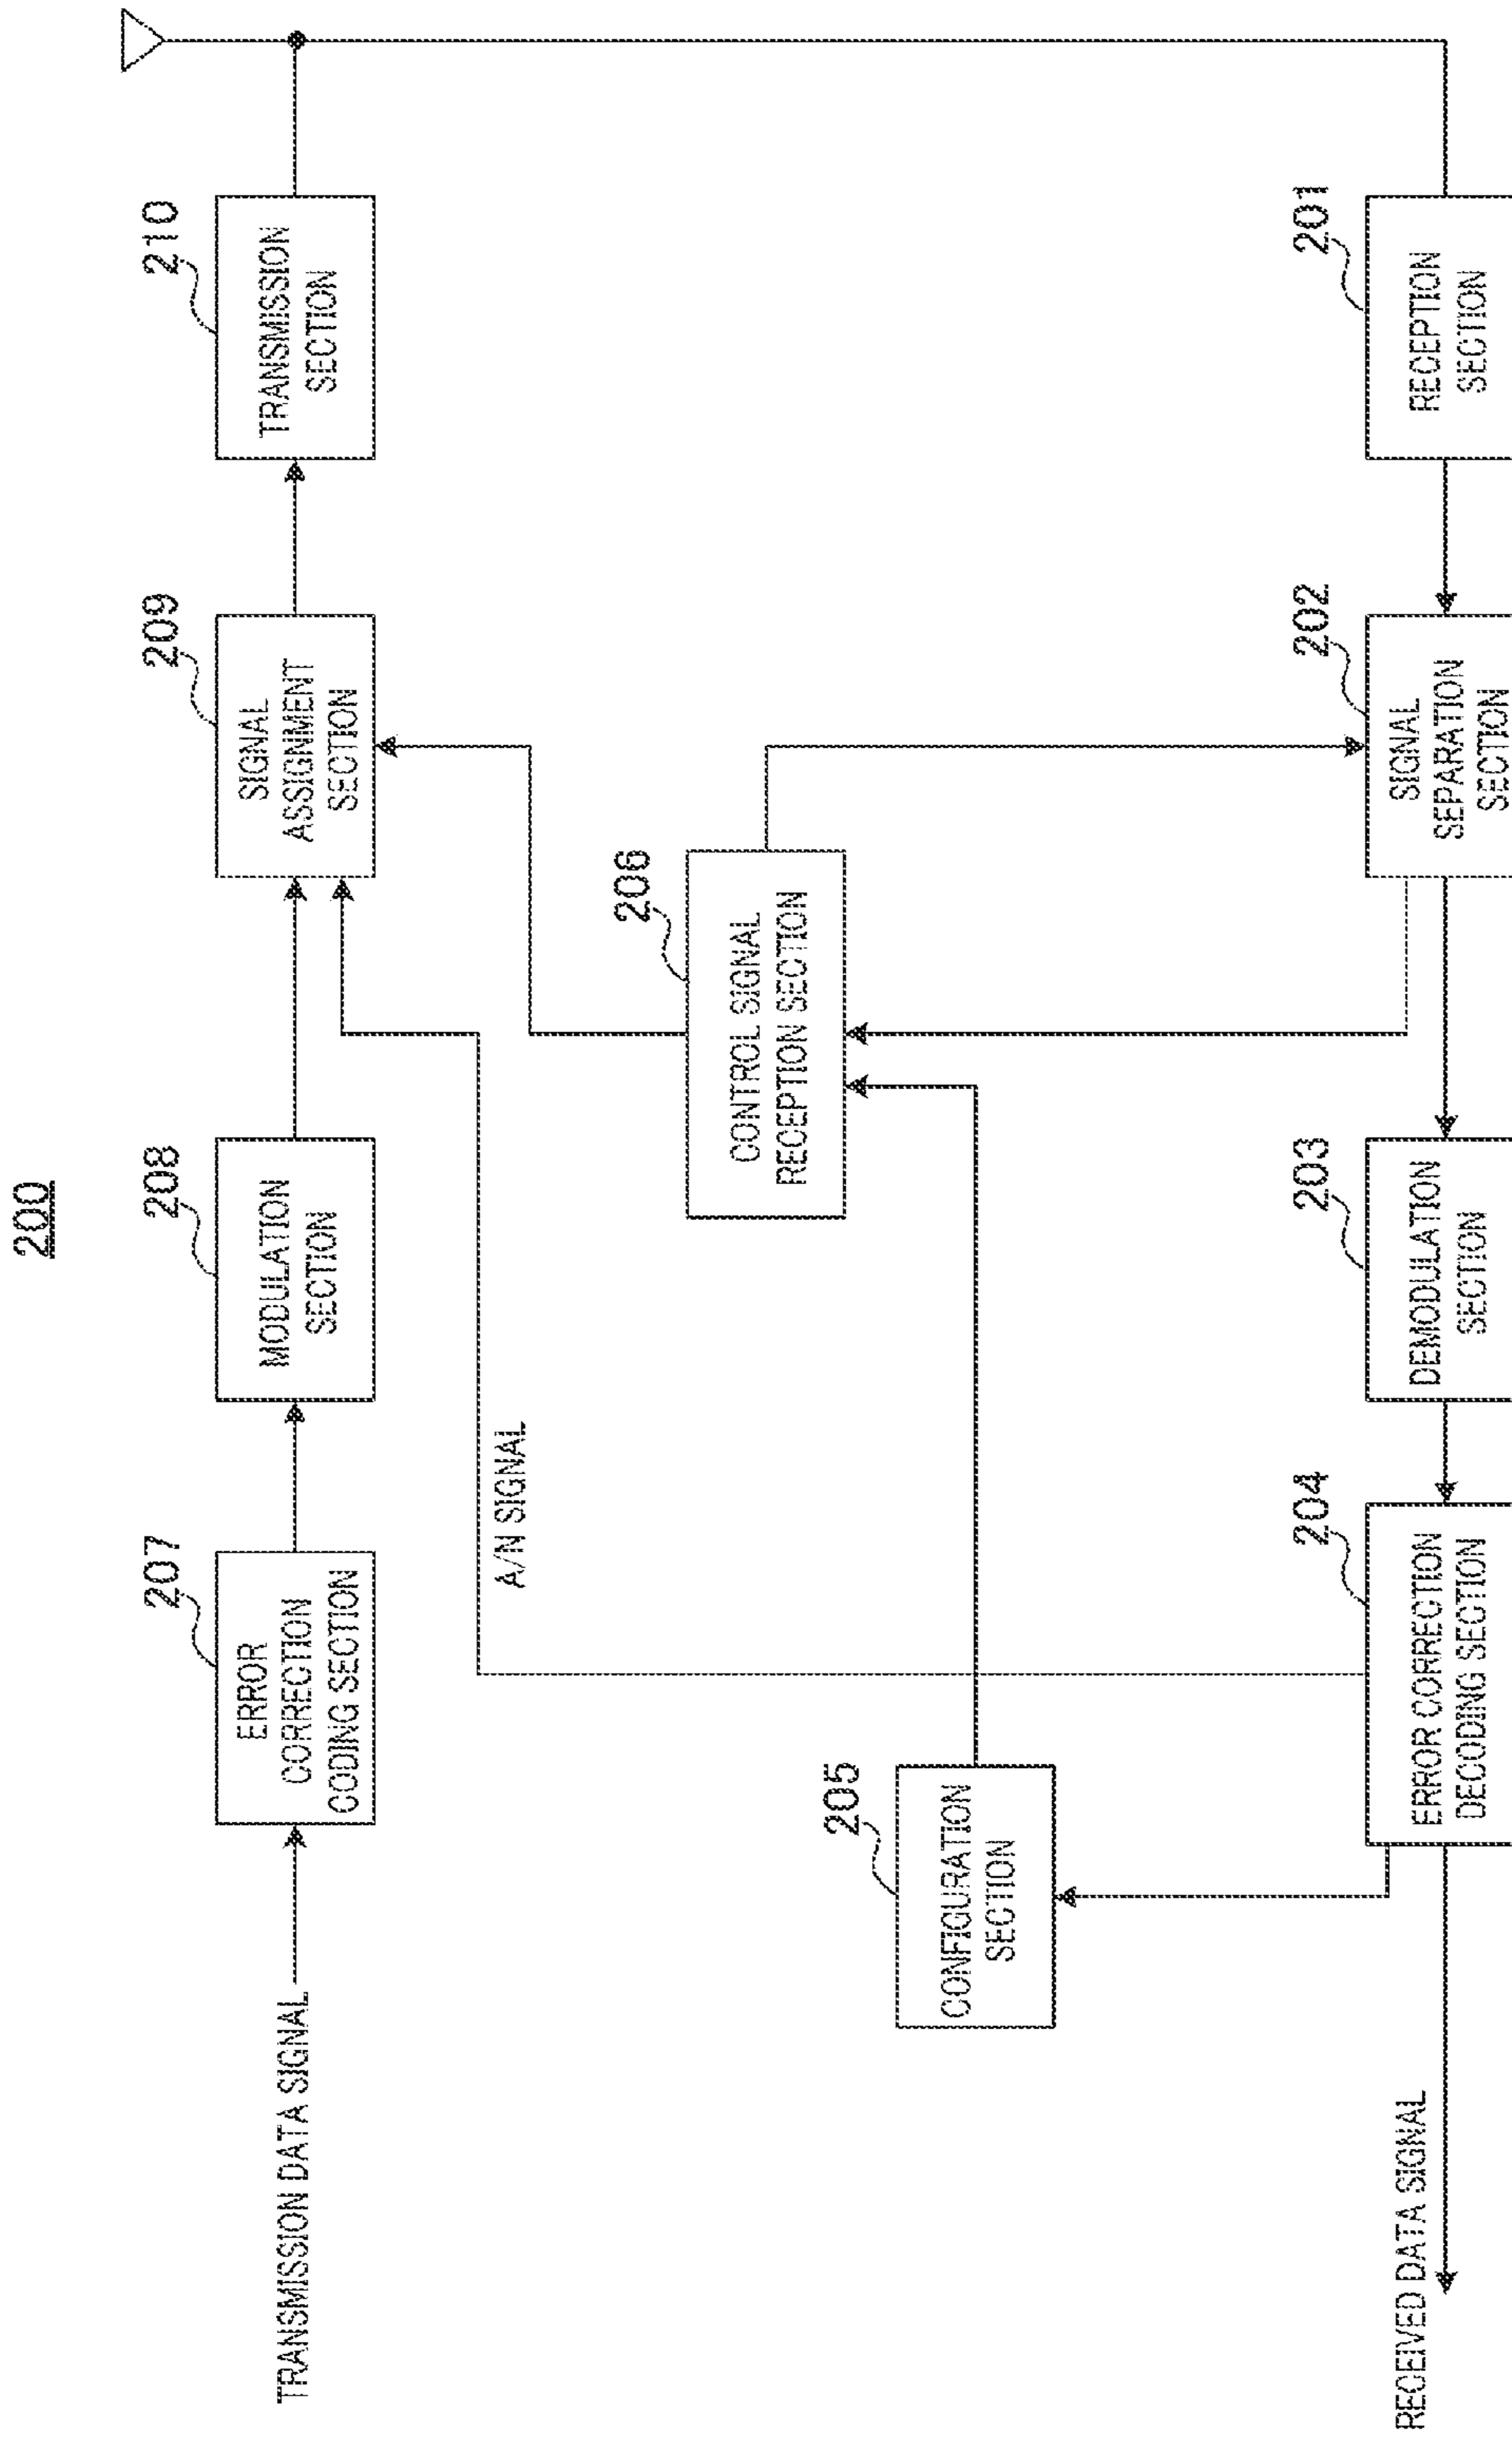 200
TRANSMISSION DATA SIGNAL
207
ERROR
CORRECTION
CODING SECTION
208
MODULATION
SECTION
209
SIGNAL
ASSIGNMENT
SECTION
210
TRANSMISSION
SECTION
A/N SIGNAL
206
CONTROL SIGNAL
RECEPTION SECTION
205
CONFIGURATION
SECTION
RECEIVED DATA SIGNAL
204
ERROR CORRECTION
DECODING SECTION
203
DEMODULATION
SECTION
202
SIGNAL
SEPARATION
SECTION
201
RECEPTION
SECTION